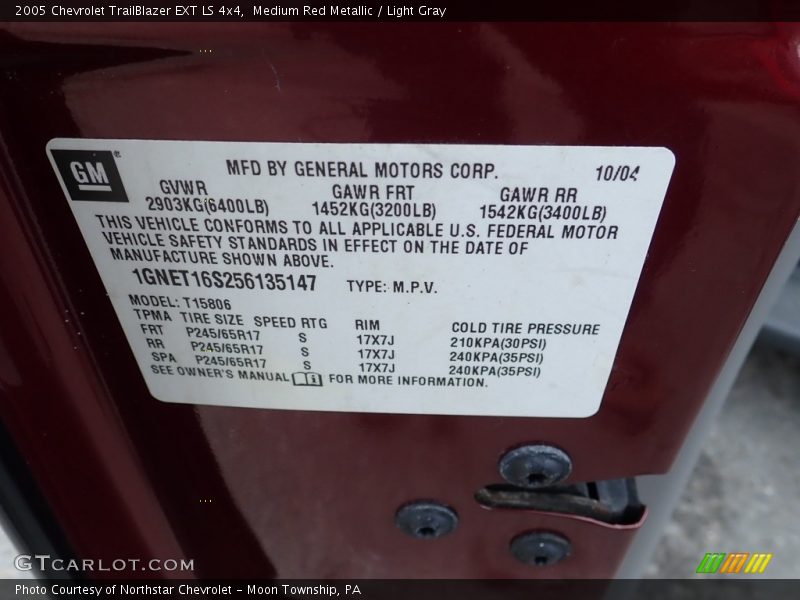 2005 Chevrolet TrailBlazer EXT LS 4x4, Medium Red Metallic / Light Gray
GM
MFD BY GENERAL MOTORS CORP. 10/04
GVWR GAWR FRT GAWR RR
2903KG(6400LB) 1452KG(3200LB) 1542KG(3400LB)
THIS VEHICLE CONFORMS TO ALL APPLICABLE U.S. FEDERAL MOTOR
VEHICLE SAFETY STANDARDS IN EFFECT ON THE DATE OF
MANUFACTURE SHOWN ABOVE.
1GNET16S256135147 TYPE: M.P.V.
MODEL: T15806
TPMA TIRE SIZE SPEED RTG RIM COLD TIRE PRESSURE
FRT P245/65R17 S 17X7J 210KPA(30PSI)
RR P245/65R17 S 17X7J 240KPA(35PSI)
SPA P245/65R17 S 17X7J 240KPA(35PSI)
SEE OWNER'S MANUAL FOR MORE INFORMATION.
GTCARLOT.COM
Photo Courtesy of Northstar Chevrolet - Moon Township, PA